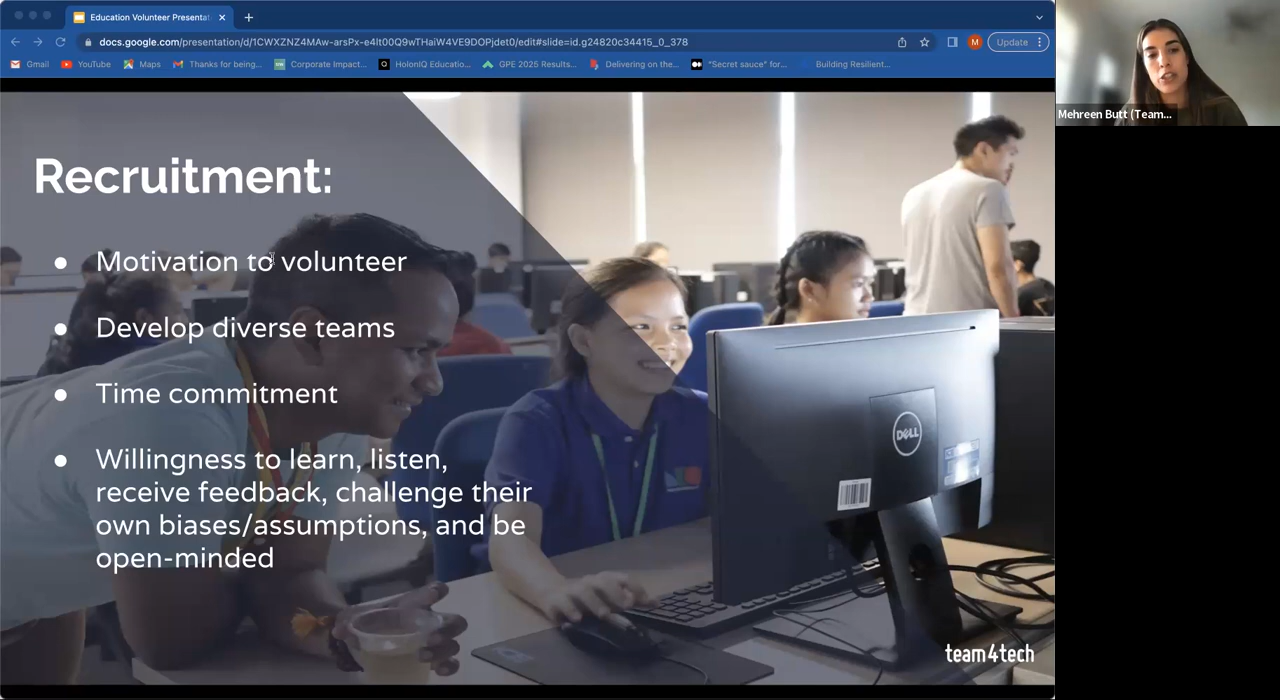 Education Volunteer Presentat
docs.google.com/presentation/d/1CWXZNZ4MAw-arsPx-e4lt00Q9wTHaiW4VE9DOPjdet0/edit#slide=id.g24820c34415_0_378
M
Update
Gmail
YouTube
Maps
Thanks for being...
Corporate Impact...
HolonIQ Educatio...
GPE 2025 Results...
Delivering on the...
"Secret sauce" for...
Building Resilient...
Mehreen Butt (Team...
Recruitment:
● Motivation to volunteer
● Develop diverse teams
● Time commitment
● Willingness to learn, listen,
receive feedback, challenge their
own biases/assumptions, and be
open-minded
DELL
team4tech